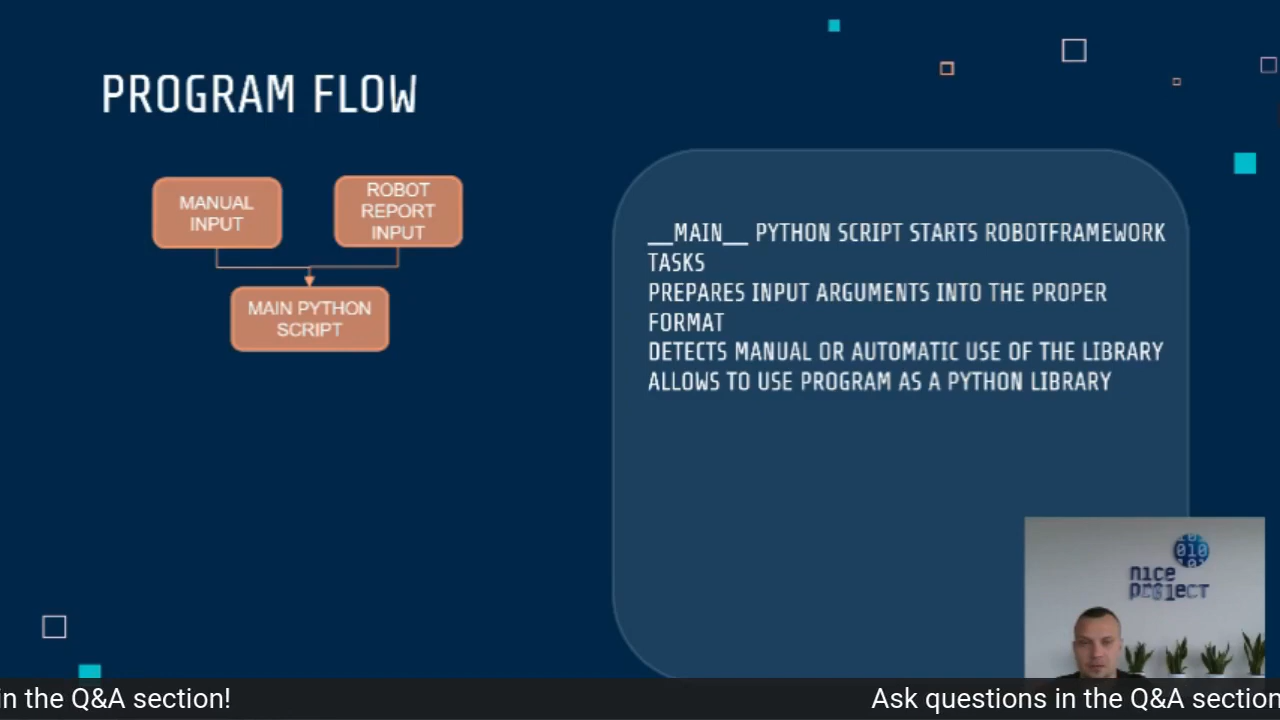 PROGRAM FLOW
MANUAL
INPUT
ROBOT
REPORT
INPUT
MAIN PYTHON
SCRIPT
__MAIN__ PYTHON SCRIPT STARTS ROBOTFRAMEWORK
TASKS
PREPARES INPUT ARGUMENTS INTO THE PROPER
FORMAT
DETECTS MANUAL OR AUTOMATIC USE OF THE LIBRARY
ALLOWS TO USE PROGRAM AS A PYTHON LIBRARY
010
nice
project
in the Q&A section!
Ask questions in the Q&A section